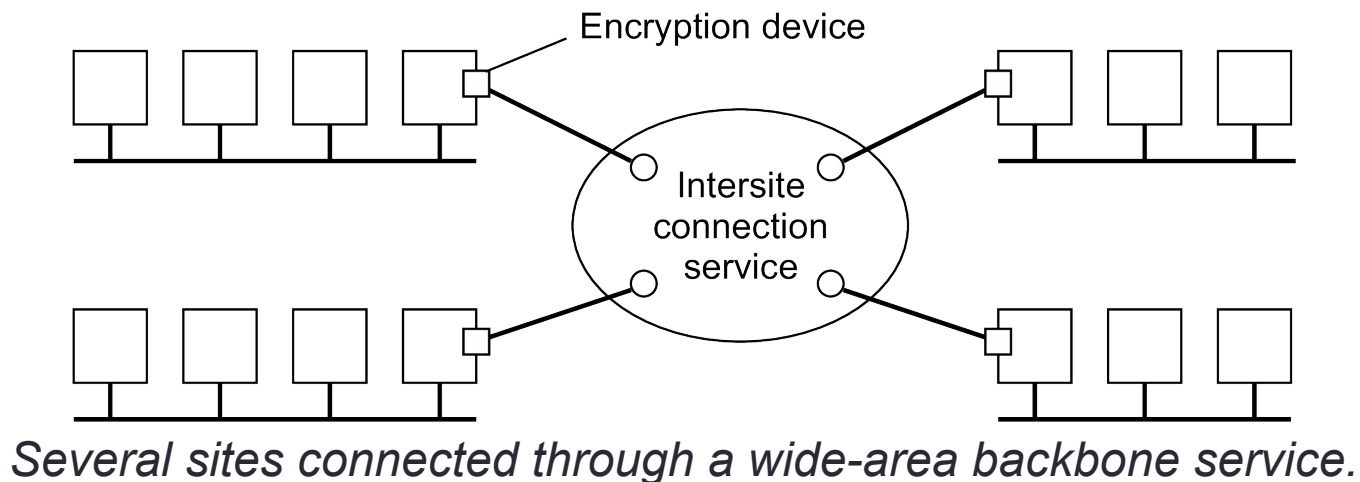 Encryption device
Intersite
connection
service
Several sites connected through a wide-area backbone service.